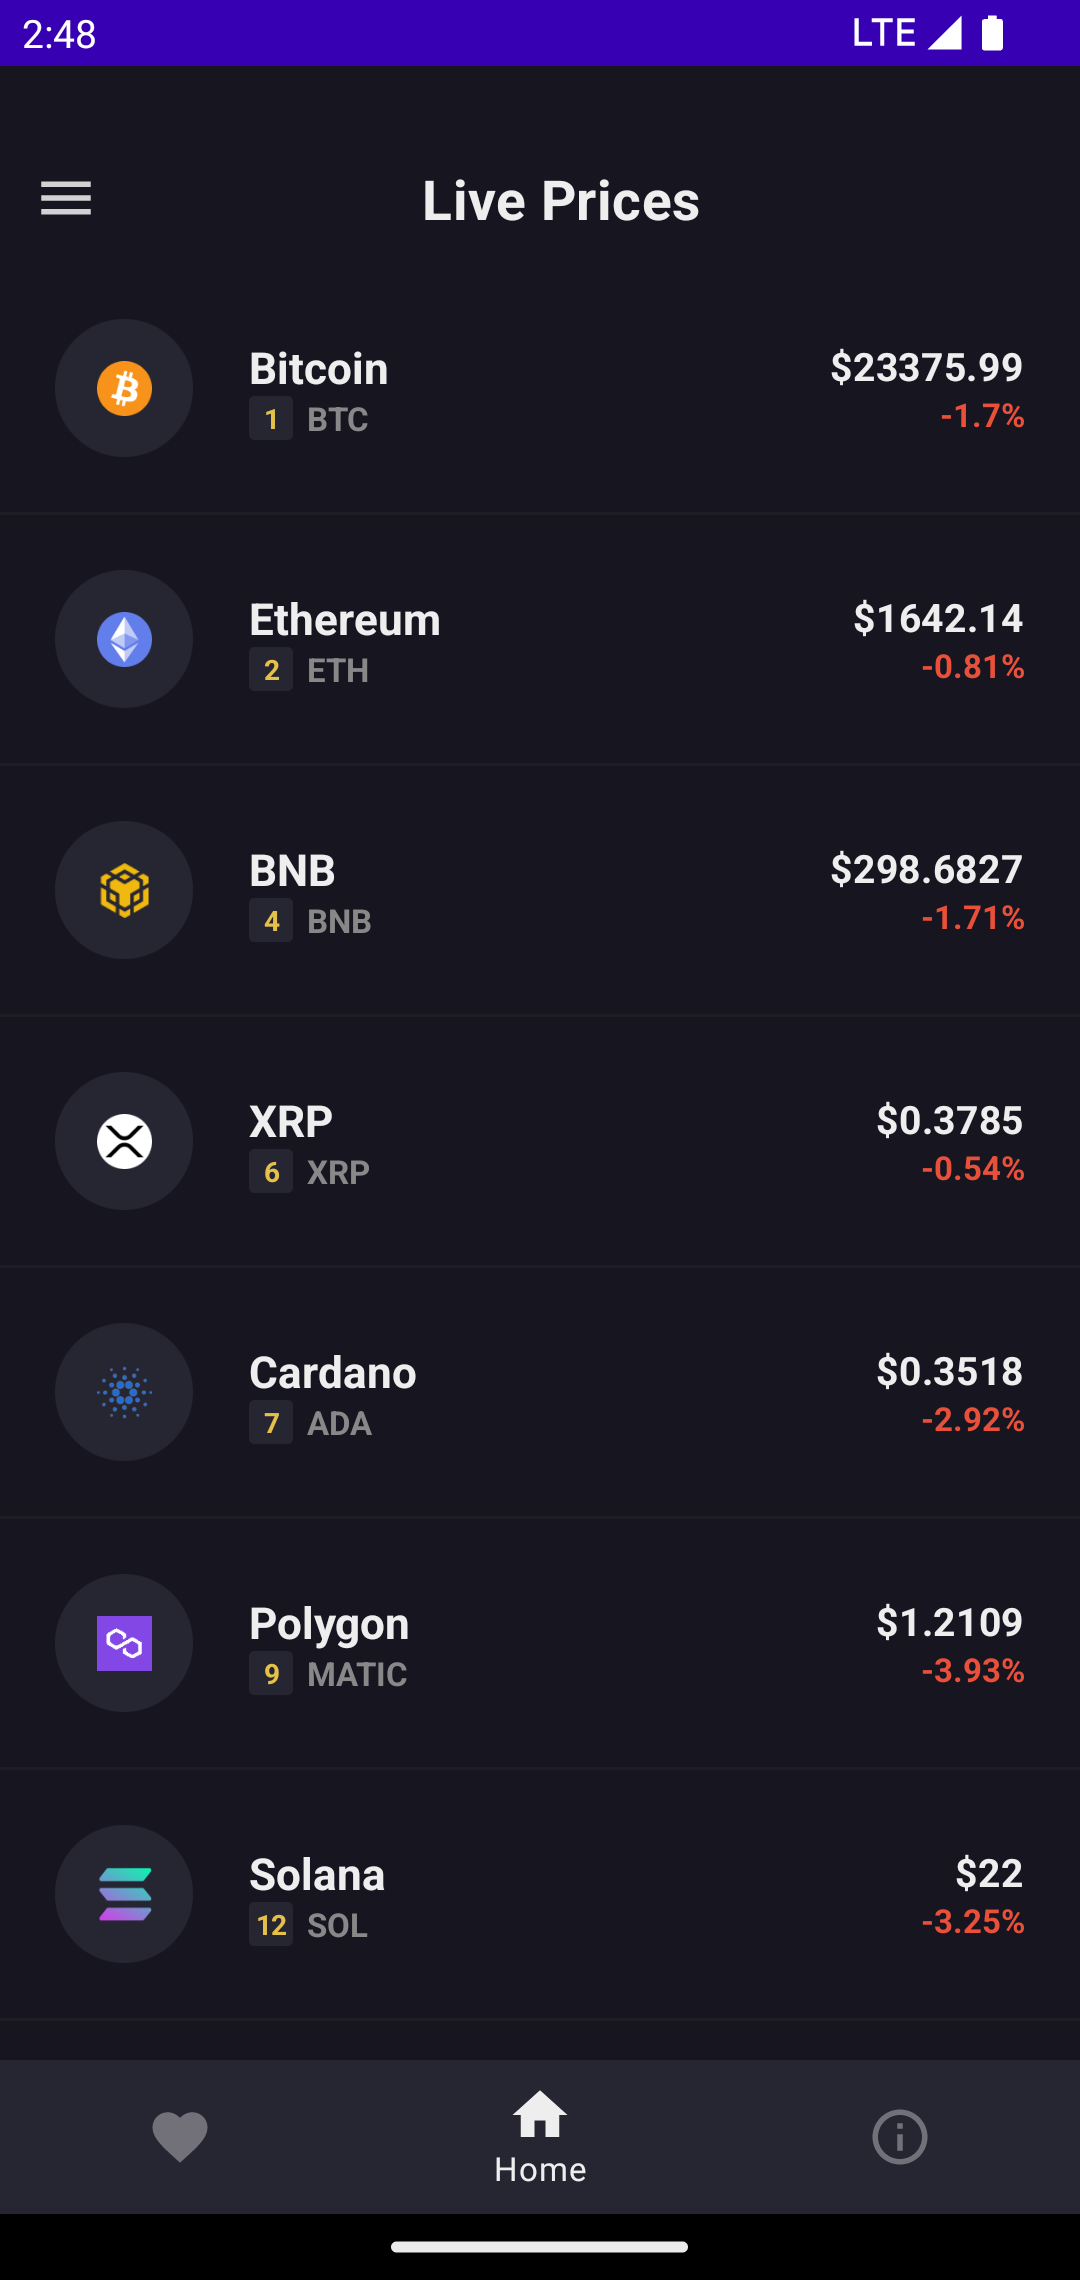 2:48 LTE
Live Prices
Bitcoin $23375.99
1 BTC -1.7%
Ethereum $1642.14
2 ETH -0.81%
BNB $298.6827
4 BNB -1.71%
XRP $0.3785
6 XRP -0.54%
Cardano $0.3518
7 ADA -2.92%
Polygon $1.2109
9 MATIC -3.93%
Solana $22
12 SOL -3.25%
Home